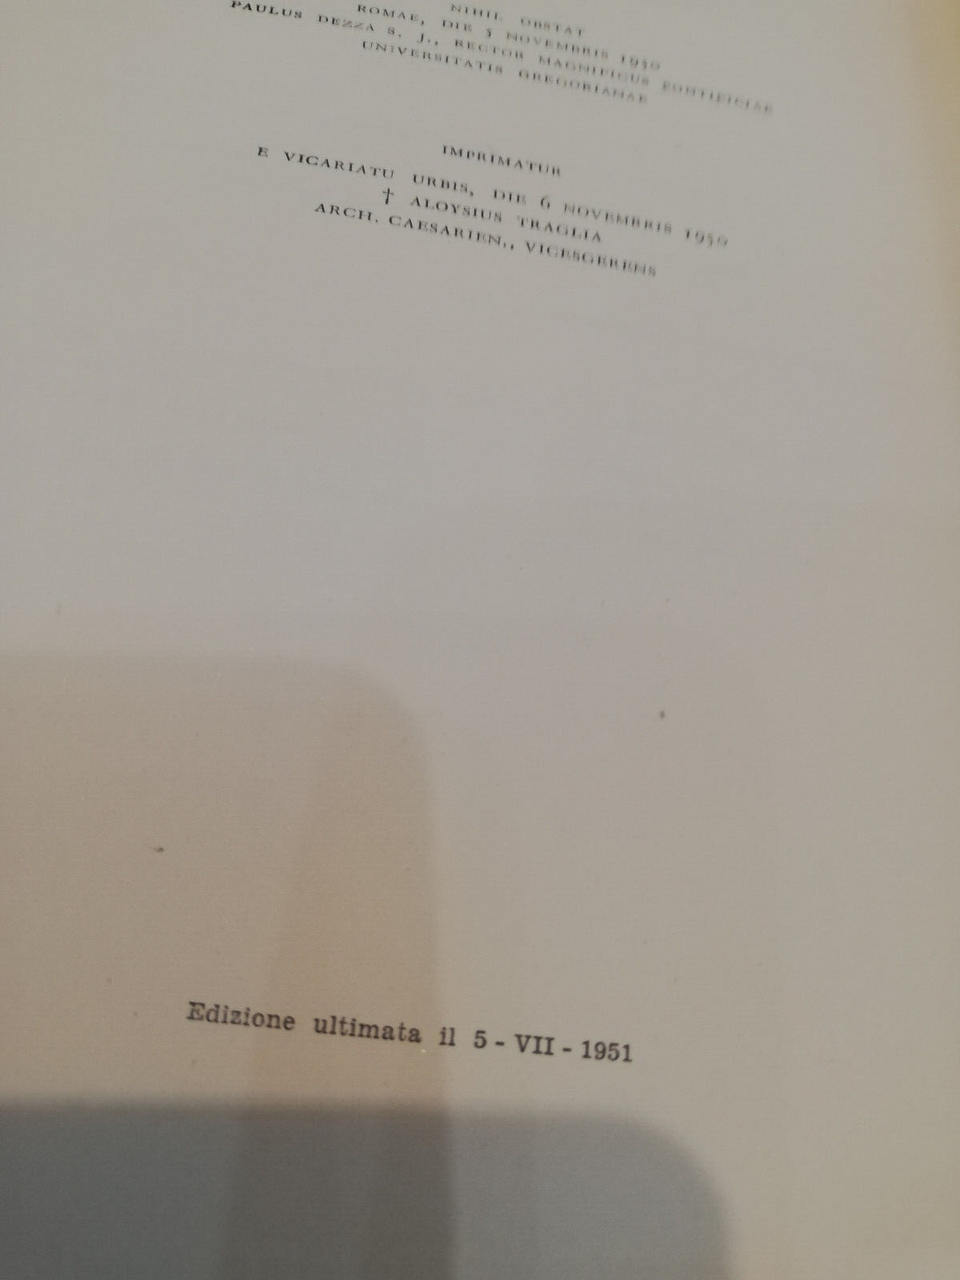 NIHIL OBSTAT
ROMAE, DIE 3 NOVEMBRIS 1950
PAULUS DEZZA S. J., RECTOR MAGNIFICUS PONTIFICIAE
UNIVERSITATIS GREGORIANAE
IMPRIMATUR
E VICARIATU URBIS, DIE 6 NOVEMBRIS 1950
† ALOYSIUS TRAGLIA
ARCH. CAESARIEN., VICESGERENS
Edizione ultimata il 5 - VII - 1951